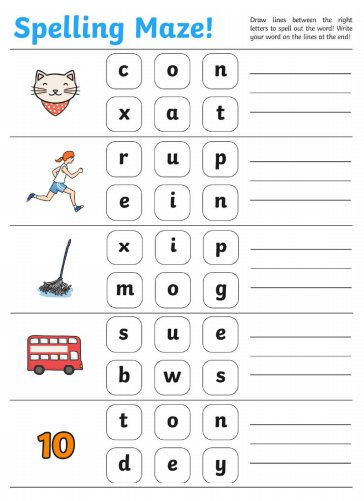 Spelling Maze!
Draw lines between the right
letters to spell out the word! Write
your word on the lines at the end!
c o n
x a t
r u p
e i n
x i p
m o g
s u e
b w s
t o n
10
d e y